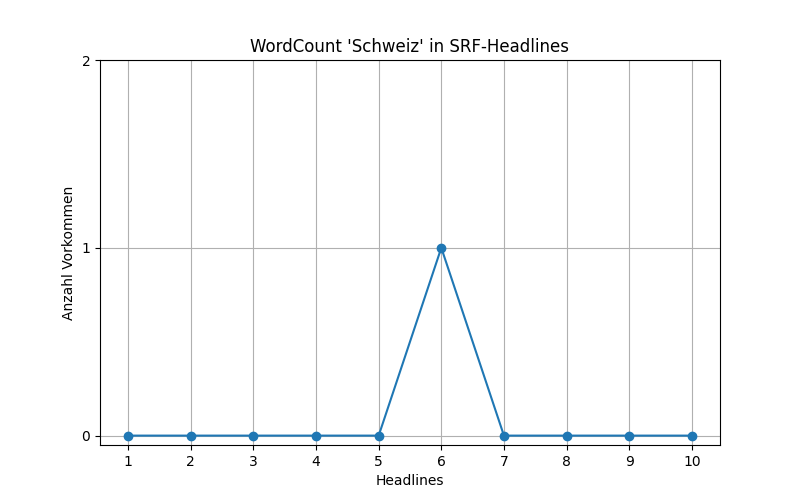 WordCount 'Schweiz' in SRF-Headlines
2
1
0
Anzahl Vorkommen
1 2 3 4 5 6 7 8 9 10
Headlines